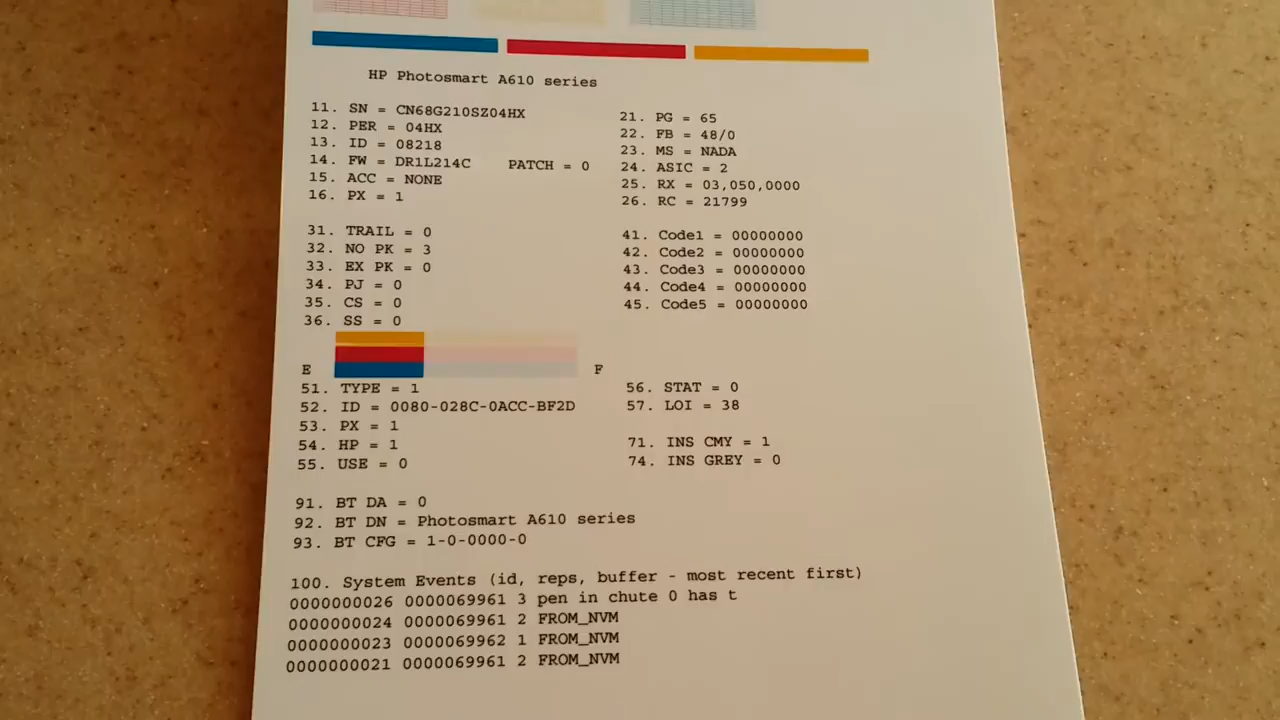 HP Photosmart A610 series
11. SN = CN68G210SZ04HX
12. PER = 04HX
13. ID = 08218
14. FW = DR1L214C    PATCH = 0
15. ACC = NONE
16. PX = 1
21. PG = 65
22. FB = 48/0
23. MS = NADA
24. ASIC = 2
25. RX = 03,050,0000
26. RC = 21799
31. TRAIL = 0
32. NO PK = 3
33. EX PK = 0
34. PJ = 0
35. CS = 0
36. SS = 0
41. Code1 = 00000000
42. Code2 = 00000000
43. Code3 = 00000000
44. Code4 = 00000000
45. Code5 = 00000000
E F
51. TYPE = 1
52. ID = 0080-028C-0ACC-BF2D
53. PX = 1
54. HP = 1
55. USE = 0
56. STAT = 0
57. LOI = 38
71. INS CMY = 1
74. INS GREY = 0
91. BT DA = 0
92. BT DN = Photosmart A610 series
93. BT CFG = 1-0-0000-0
100. System Events (id, reps, buffer - most recent first)
0000000026 0000069961 3 pen in chute 0 has t
0000000024 0000069961 2 FROM_NVM
0000000023 0000069962 1 FROM_NVM
0000000021 0000069961 2 FROM_NVM